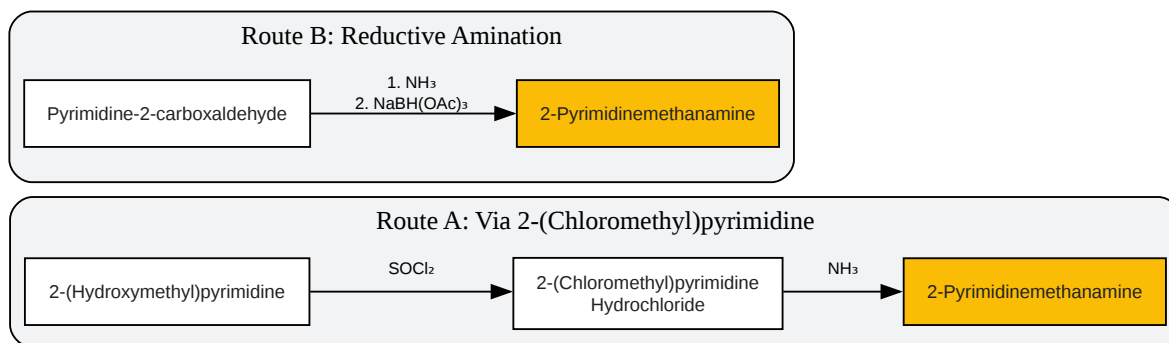 Route B: Reductive Amination
Pyrimidine-2-carboxaldehyde
1. NH₃
2. NaBH(OAc)₃
2-Pyrimidinemethanamine
Route A: Via 2-(Chloromethyl)pyrimidine
2-(Hydroxymethyl)pyrimidine
SOCl₂
2-(Chloromethyl)pyrimidine
Hydrochloride
NH₃
2-Pyrimidinemethanamine